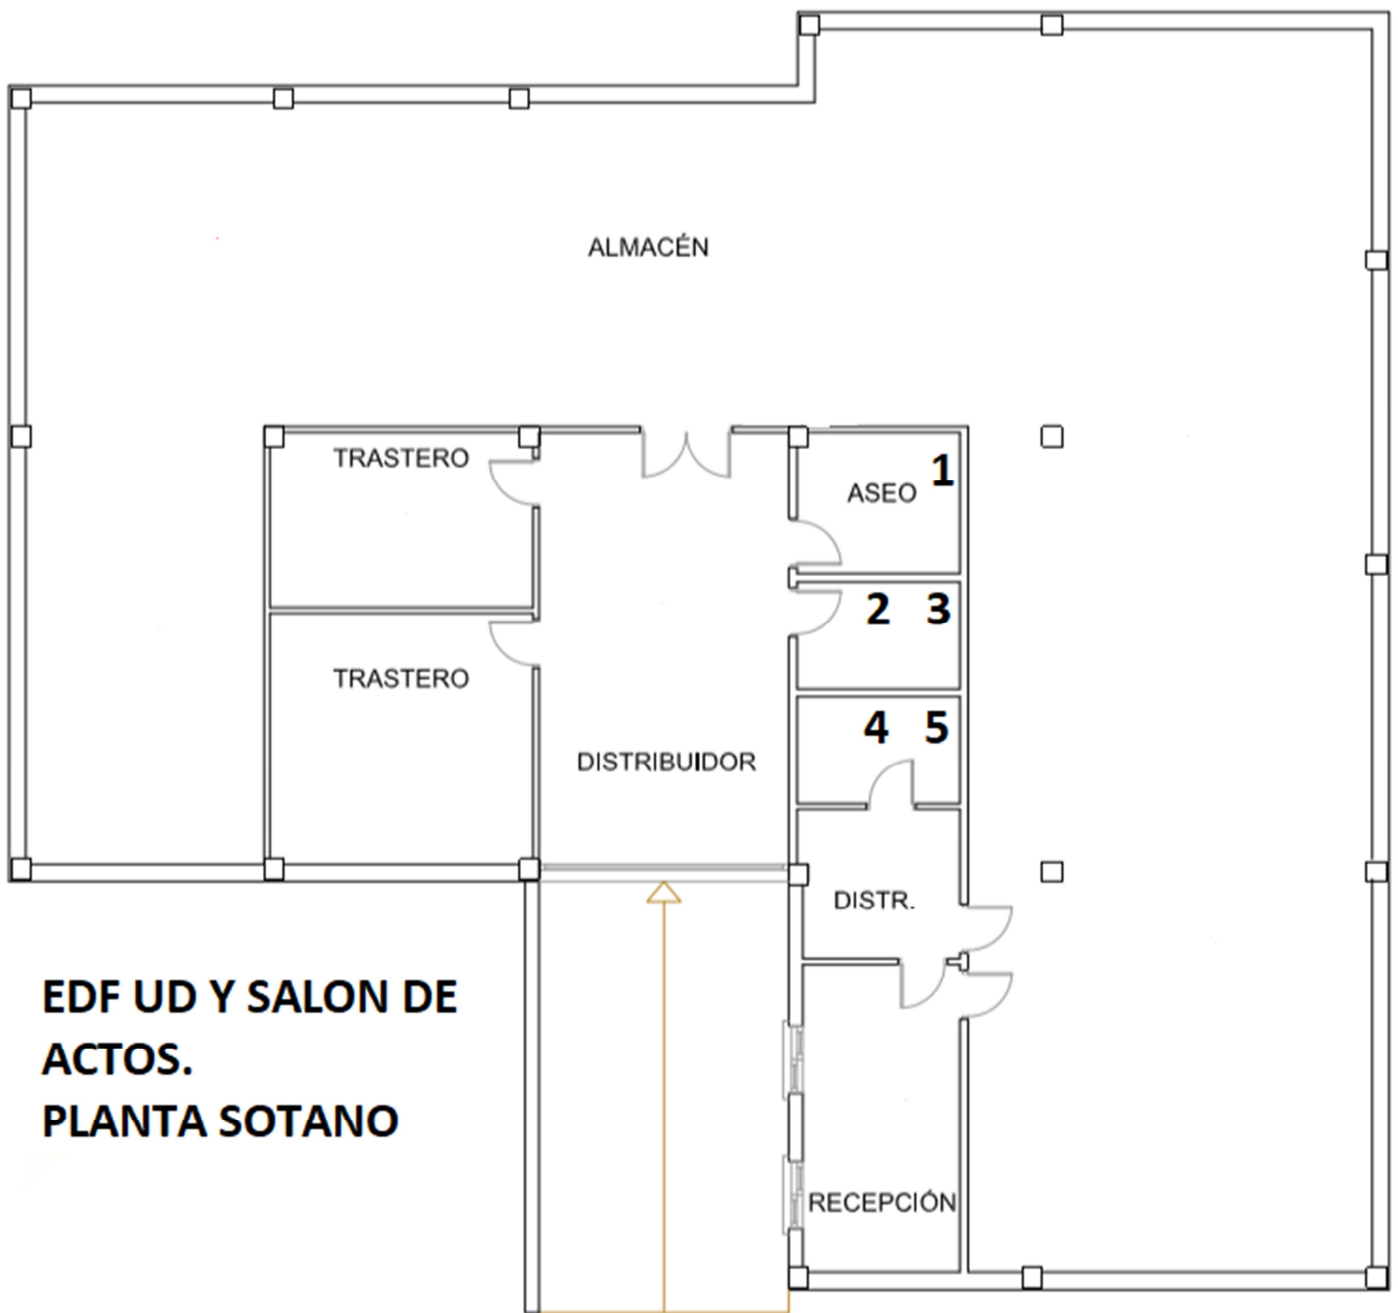 ALMACÉN
TRASTERO
ASEO 1
2 3
TRASTERO
4 5
DISTRIBUIDOR
DISTR.
EDF UD Y SALON DE
ACTOS.
PLANTA SOTANO
RECEPCIÓN